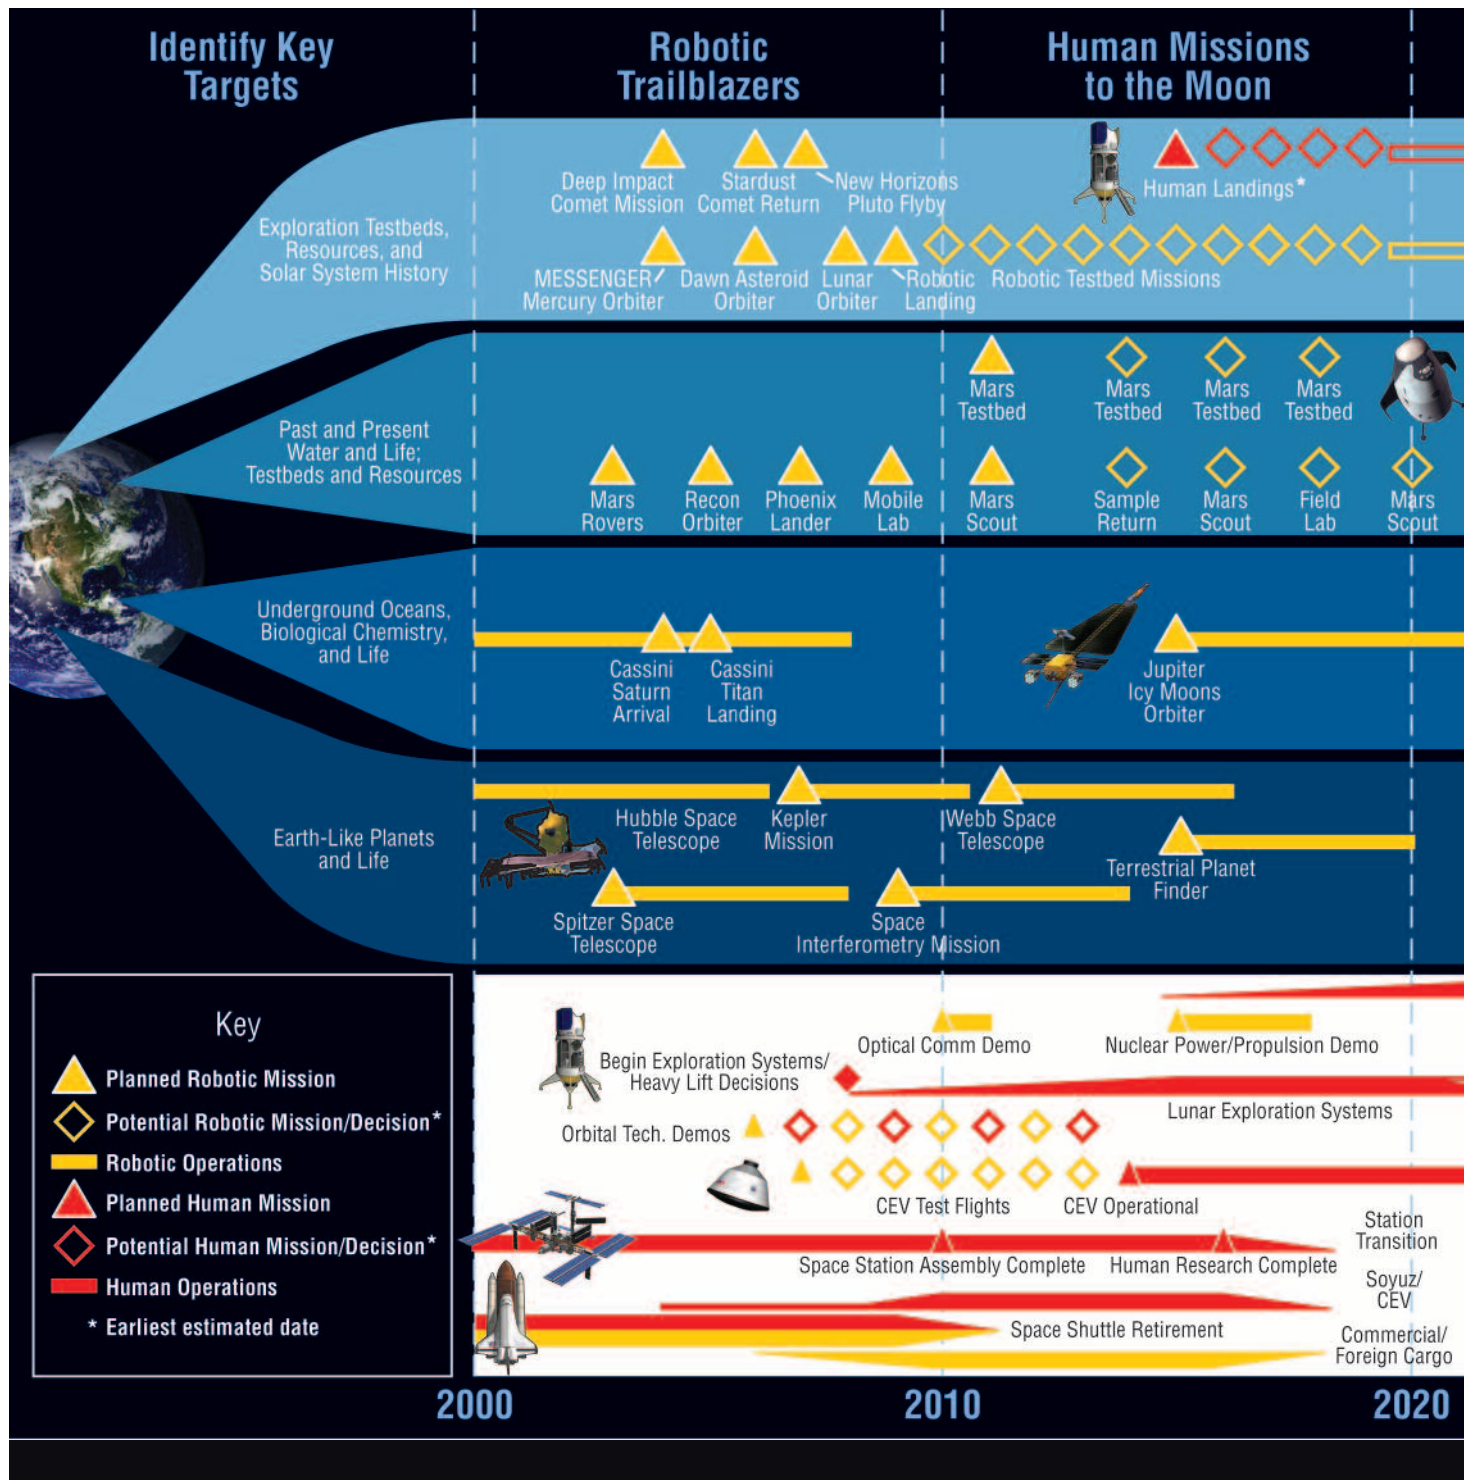 Identify Key
Targets
Robotic
Trailblazers
Human Missions
to the Moon
Exploration Testbeds,
Resources, and
Solar System History
Deep Impact
Comet Mission
Stardust
Comet Return
New Horizons
Pluto Flyby
Human Landings*
MESSENGER
Mercury Orbiter
Dawn Asteroid
Orbiter
Lunar
Orbiter
Robotic
Landing
Robotic Testbed Missions
Past and Present
Water and Life;
Testbeds and Resources
Mars
Testbed
Mars
Testbed
Mars
Testbed
Mars
Testbed
Mars
Rovers
Recon
Orbiter
Phoenix
Lander
Mobile
Lab
Mars
Scout
Sample
Return
Mars
Scout
Field
Lab
Mars
Scout
Underground Oceans,
Biological Chemistry,
and Life
Cassini
Saturn
Arrival
Cassini
Titan
Landing
Jupiter
Icy Moons
Orbiter
Earth-Like Planets
and Life
Hubble Space
Telescope
Kepler
Mission
Webb Space
Telescope
Terrestrial Planet
Finder
Spitzer Space
Telescope
Space
Interferometry Mission
Key
Planned Robotic Mission
Potential Robotic Mission/Decision*
Robotic Operations
Planned Human Mission
Potential Human Mission/Decision*
Human Operations
* Earliest estimated date
Optical Comm Demo
Nuclear Power/Propulsion Demo
Begin Exploration Systems/
Heavy Lift Decisions
Lunar Exploration Systems
Orbital Tech. Demos
CEV Test Flights
CEV Operational
Station
Transition
Space Station Assembly Complete
Human Research Complete
Soyuz/
CEV
Space Shuttle Retirement
Commercial/
Foreign Cargo
2000
2010
2020